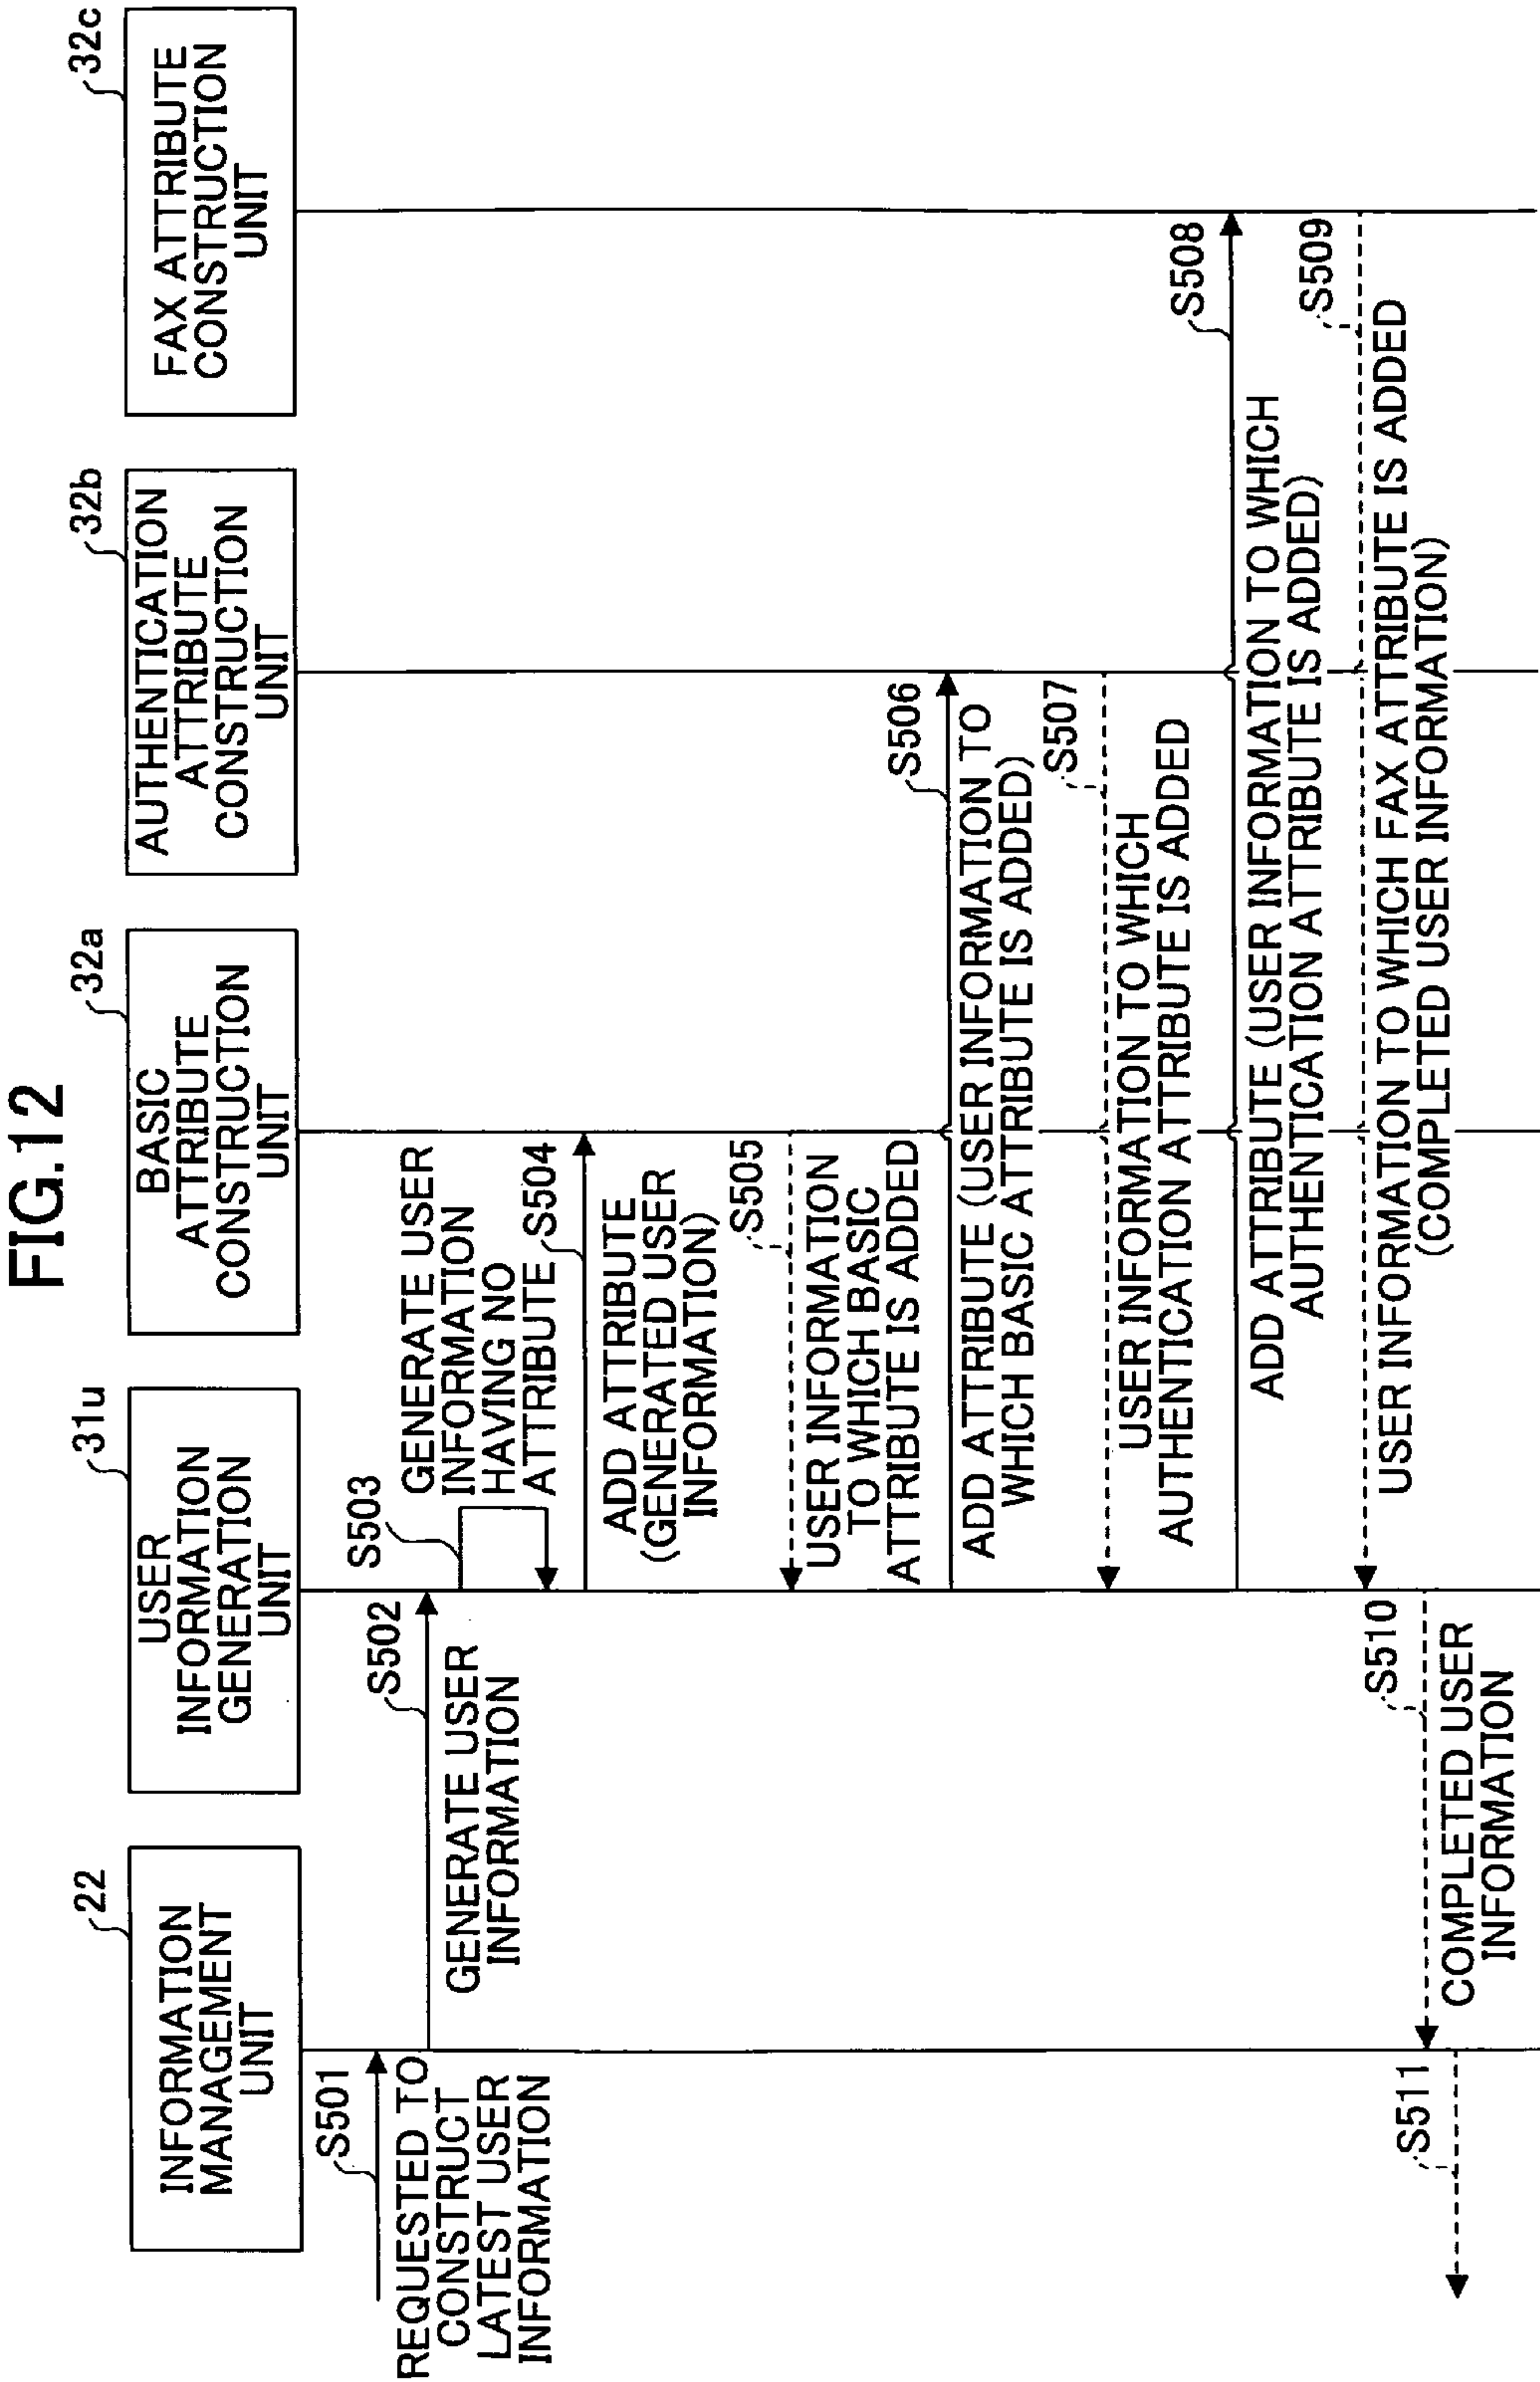 FIG.12
22
INFORMATION
MANAGEMENT
UNIT
31u
USER
INFORMATION
GENERATION
UNIT
32a
BASIC
ATTRIBUTE
CONSTRUCTION
UNIT
32b
AUTHENTICATION
ATTRIBUTE
CONSTRUCTION
UNIT
32c
FAX ATTRIBUTE
CONSTRUCTION
UNIT
S501
REQUESTED TO
CONSTRUCT
LATEST USER
INFORMATION
S502
GENERATE USER
INFORMATION
S503
GENERATE USER
INFORMATION
HAVING NO
ATTRIBUTE
S504
ADD ATTRIBUTE
(GENERATED USER
INFORMATION)
S505
USER INFORMATION
TO WHICH BASIC
ATTRIBUTE IS ADDED
S506
ADD ATTRIBUTE (USER INFORMATION TO
WHICH BASIC ATTRIBUTE IS ADDED)
S507
USER INFORMATION TO WHICH
AUTHENTICATION ATTRIBUTE IS ADDED
S508
ADD ATTRIBUTE (USER INFORMATION TO WHICH
AUTHENTICATION ATTRIBUTE IS ADDED)
S509
USER INFORMATION TO WHICH FAX ATTRIBUTE IS ADDED
(COMPLETED USER INFORMATION)
S510
COMPLETED USER
INFORMATION
S511